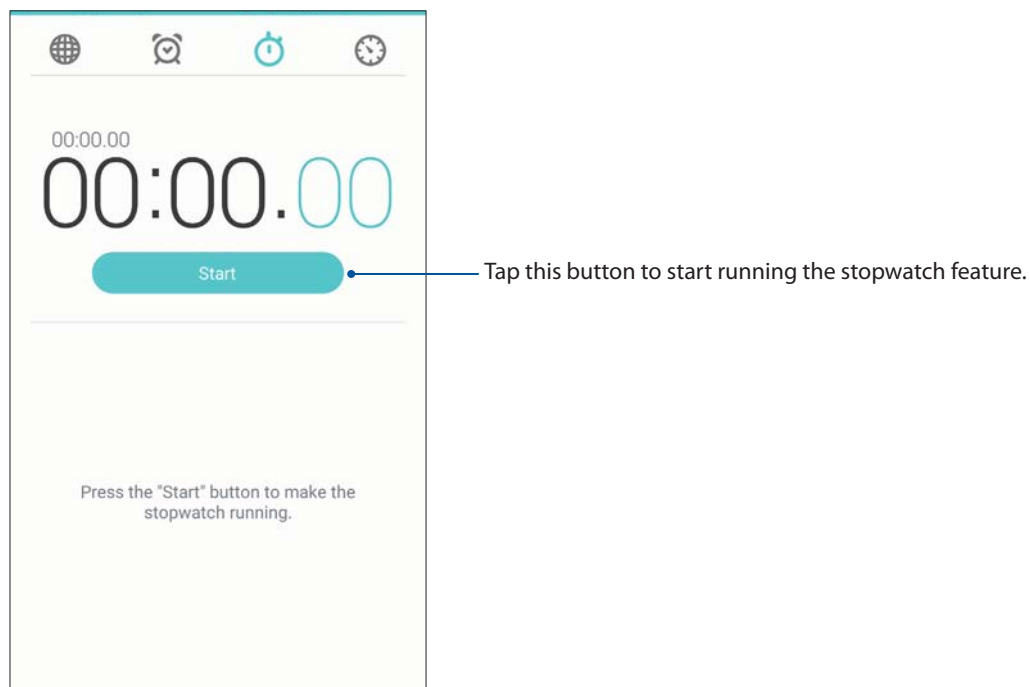 00:00.00
00:00.00
Start
Tap this button to start running the stopwatch feature.
Press the "Start" button to make the
stopwatch running.